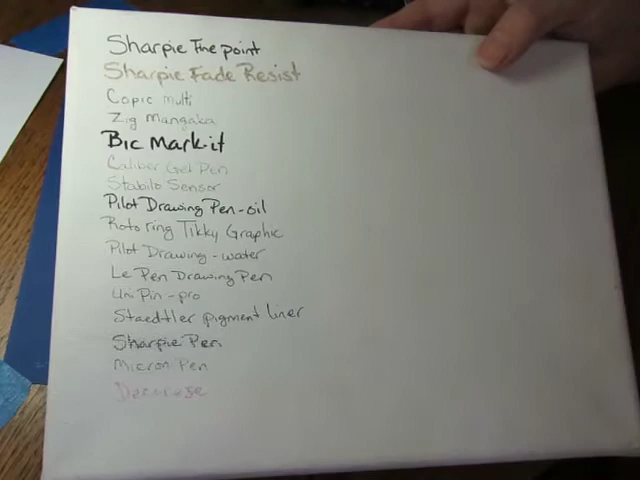 Sharpie Fine point
Sharpie Fade Resist
Copic multi
Zig Mangaka
Bic Mark-it
Caliber Gel Pen
Stabilo Sensor
Pilot Drawing Pen-oil
Rotoring Tikky Graphic
Pilot Drawing - water
Le Pen Drawing Pen
Uni Pin - pro
Staedtler pigment liner
Sharpie Pen
Micron Pen
Decorese